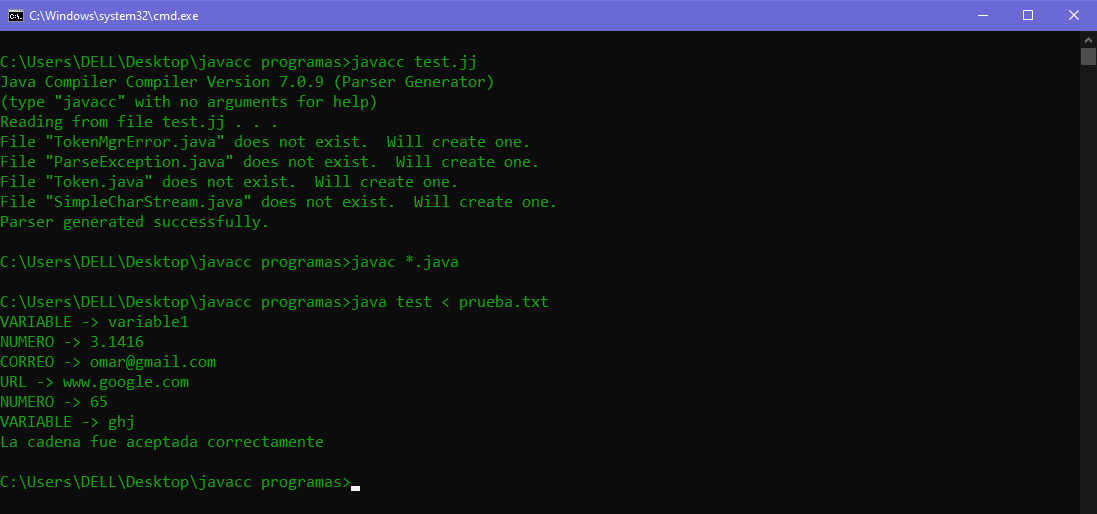 C:\Windows\system32\cmd.exe
C:\Users\DELL\Desktop\javacc programas>javacc test.jj
Java Compiler Compiler Version 7.0.9 (Parser Generator)
(type "javacc" with no arguments for help)
Reading from file test.jj . . .
File "TokenMgrError.java" does not exist.  Will create one.
File "ParseException.java" does not exist.  Will create one.
File "Token.java" does not exist.  Will create one.
File "SimpleCharStream.java" does not exist.  Will create one.
Parser generated successfully.
C:\Users\DELL\Desktop\javacc programas>javac *.java
C:\Users\DELL\Desktop\javacc programas>java test < prueba.txt
VARIABLE -> variable1
NUMERO -> 3.1416
CORREO -> omar@gmail.com
URL -> www.google.com
NUMERO -> 65
VARIABLE -> ghj
La cadena fue aceptada correctamente
C:\Users\DELL\Desktop\javacc programas>